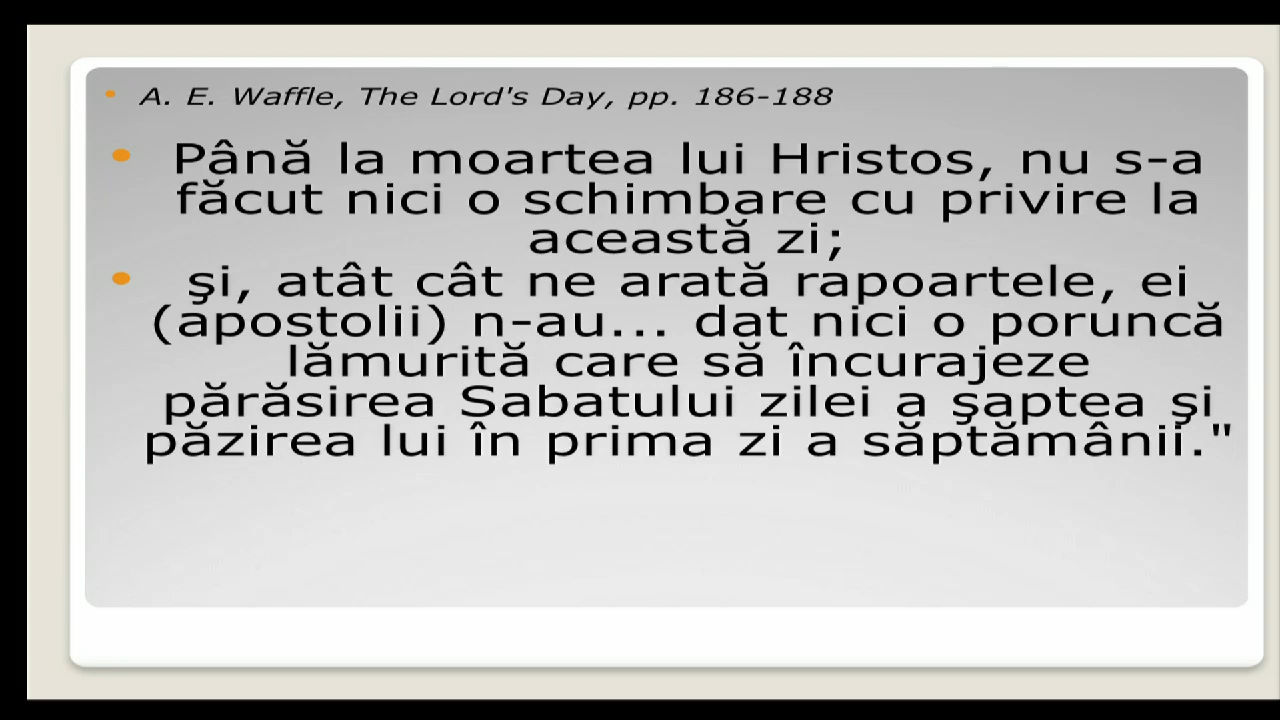 • A. E. Waffle, The Lord's Day, pp. 186-188
• Până la moartea lui Hristos, nu s-a
făcut nici o schimbare cu privire la
această zi;
• şi, atât cât ne arată rapoartele, ei
(apostolii) n-au... dat nici o poruncă
lămurită care să încurajeze
părăsirea Sabatului zilei a şaptea şi
păzirea lui în prima zi a săptămânii."